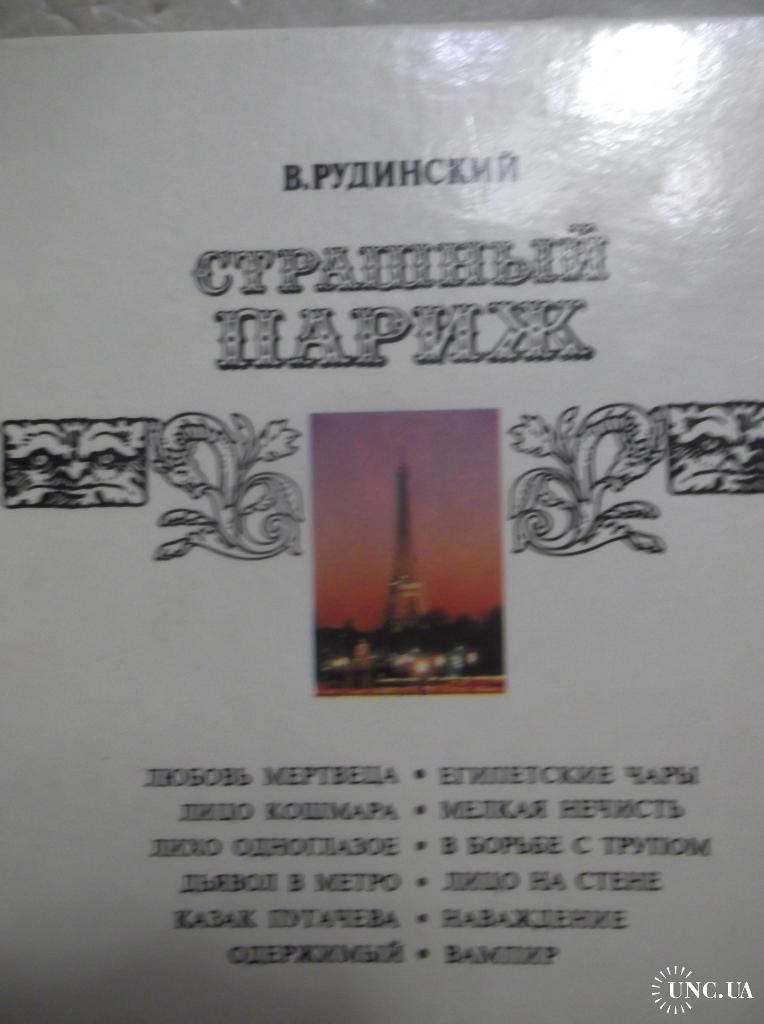 В.РУДИНСКИЙ
СТРАШНЫЙ
ПАРИЖ
ЛЮБОВЬ МЕРТВЕЦА • ЕГИПЕТСКИЕ ЧАРЫ
ЛИЦО КОШМАРА • МЕЛКАЯ НЕЧИСТЬ
ЛИХО ОДНОГЛАЗОЕ • В БОРЬБЕ С ТРУПОМ
ДЬЯВОЛ В МЕТРО • ЛИЦО НА СТЕНЕ
КАЗАК ПУГАЧЕВА • НАВАЖДЕНИЕ
ОДЕРЖИМЫЙ • ВАМПИР
UNC.UA